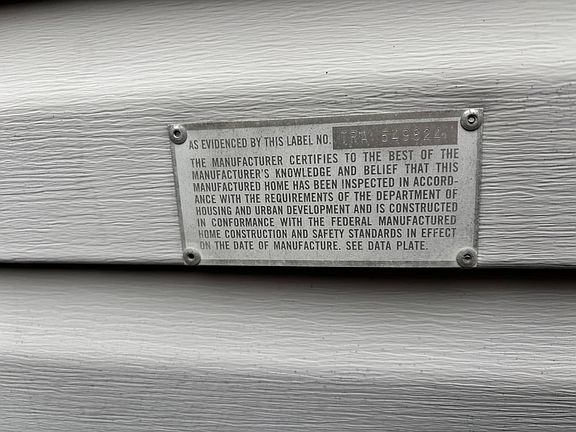 AS EVIDENCED BY THIS LABEL NO. TRA 549824
THE MANUFACTURER CERTIFIES TO THE BEST OF THE
MANUFACTURER'S KNOWLEDGE AND BELIEF THAT THIS
MANUFACTURED HOME HAS BEEN INSPECTED IN ACCORD-
ANCE WITH THE REQUIREMENTS OF THE DEPARTMENT OF
HOUSING AND URBAN DEVELOPMENT AND IS CONSTRUCTED
IN CONFORMANCE WITH THE FEDERAL MANUFACTURED
HOME CONSTRUCTION AND SAFETY STANDARDS IN EFFECT
ON THE DATE OF MANUFACTURE. SEE DATA PLATE.